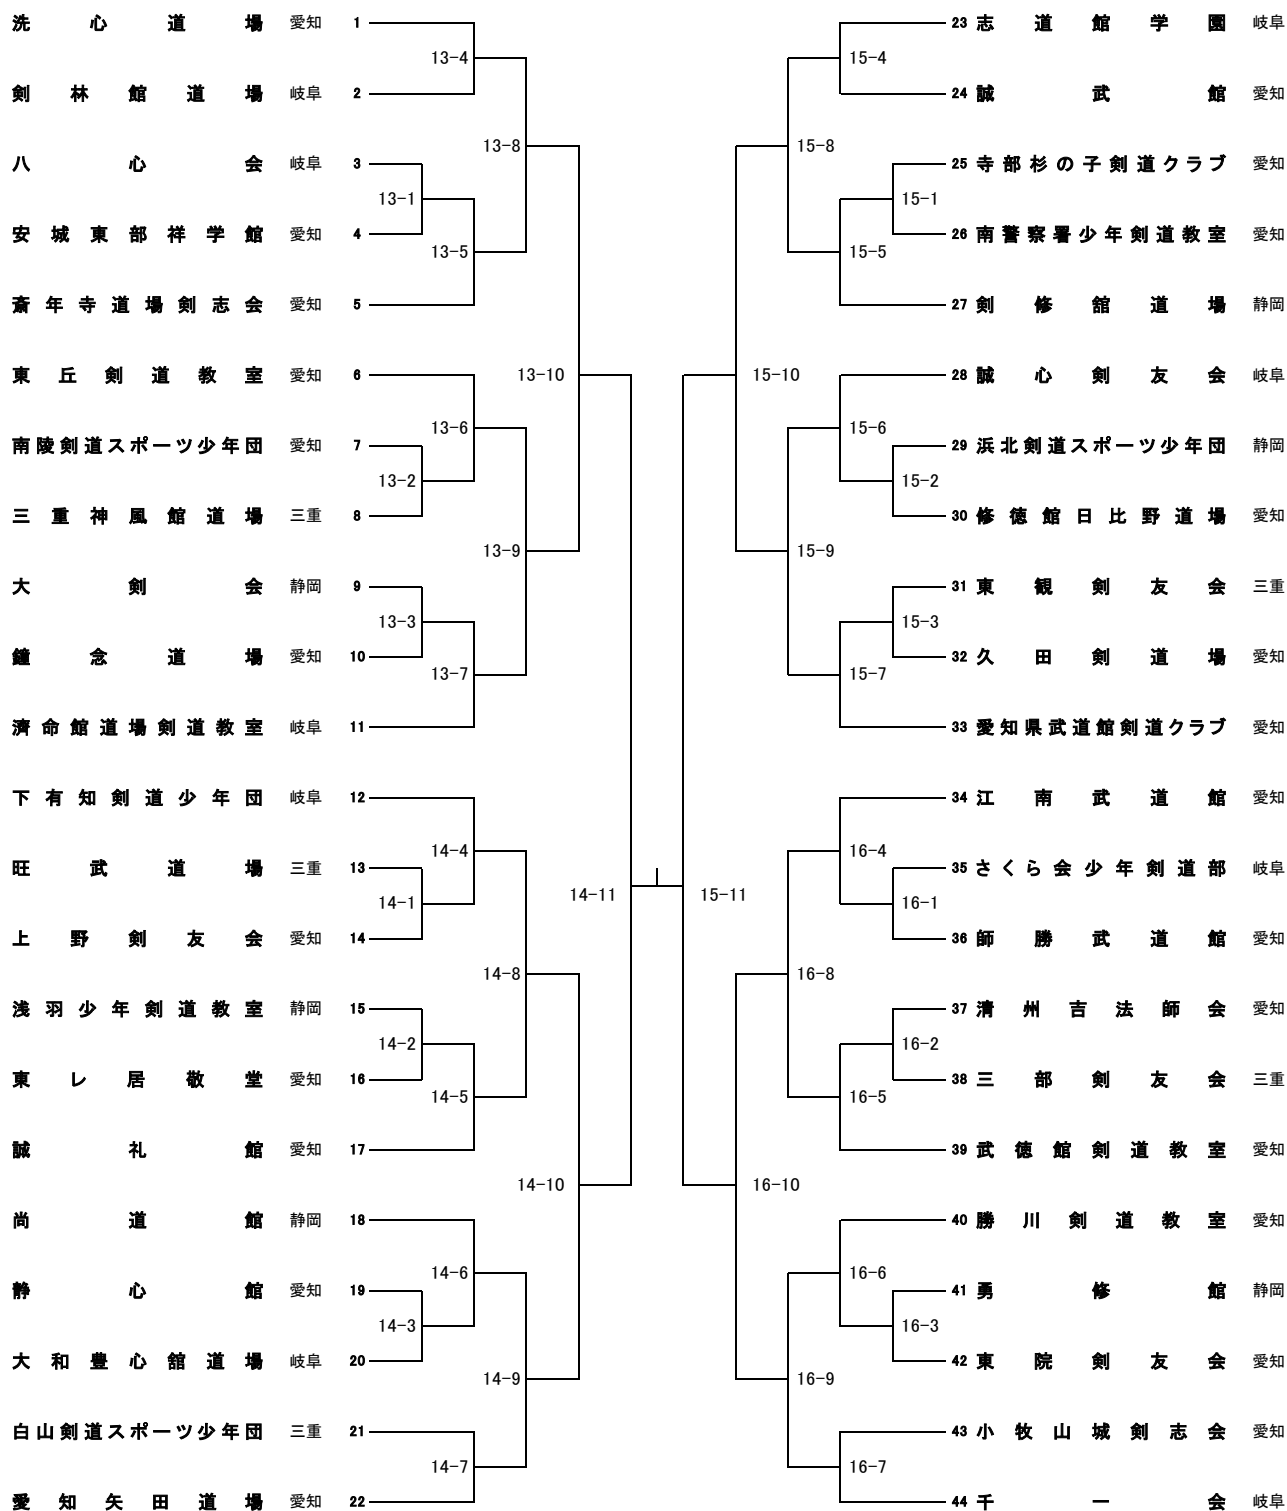 洗心道場 愛知 1
13-4
剣林館道場 岐阜 2
13-8
八心会 岐阜 3
13-1
安城東部祥学館 愛知 4
13-5
斎年寺道場剣志会 愛知 5
東丘剣道教室 愛知 6
13-10
13-6
南陵剣道スポーツ少年団 愛知 7
13-2
三重神風館道場 三重 8
13-9
大剣会 静岡 9
13-3
鐘念道場 愛知 10
13-7
濟命館道場剣道教室 岐阜 11
下有知剣道少年団 岐阜 12
14-4
旺武道場 三重 13
14-1
14-11
上野剣友会 愛知 14
14-8
浅羽少年剣道教室 静岡 15
14-2
東レ居敬堂 愛知 16
14-5
誠礼館 愛知 17
14-10
尚道館 静岡 18
14-6
静心館 愛知 19
14-3
大和豊心舘道場 岐阜 20
14-9
白山剣道スポーツ少年団 三重 21
14-7
愛知矢田道場 愛知 22
23 志道館学園 岐阜
15-4
24 誠武館 愛知
15-8
25 寺部杉の子剣道クラブ 愛知
15-1
26 南警察署少年剣道教室 愛知
15-5
27 剣修舘道場 静岡
15-10
28 誠心剣友会 岐阜
15-6
29 浜北剣道スポーツ少年団 静岡
15-2
30 修徳館日比野道場 愛知
15-9
31 東観剣友会 三重
15-3
32 久田剣道場 愛知
15-7
33 愛知県武道館剣道クラブ 愛知
34 江南武道館 愛知
16-4
35 さくら会少年剣道部 岐阜
15-11
16-1
36 師勝武道館 愛知
16-8
37 清州吉法師会 愛知
16-2
38 三部剣友会 三重
16-5
39 武徳館剣道教室 愛知
16-10
40 勝川剣道教室 愛知
16-6
41 勇修館 静岡
16-3
42 東院剣友会 愛知
16-9
43 小牧山城剣志会 愛知
16-7
44 千一会 岐阜